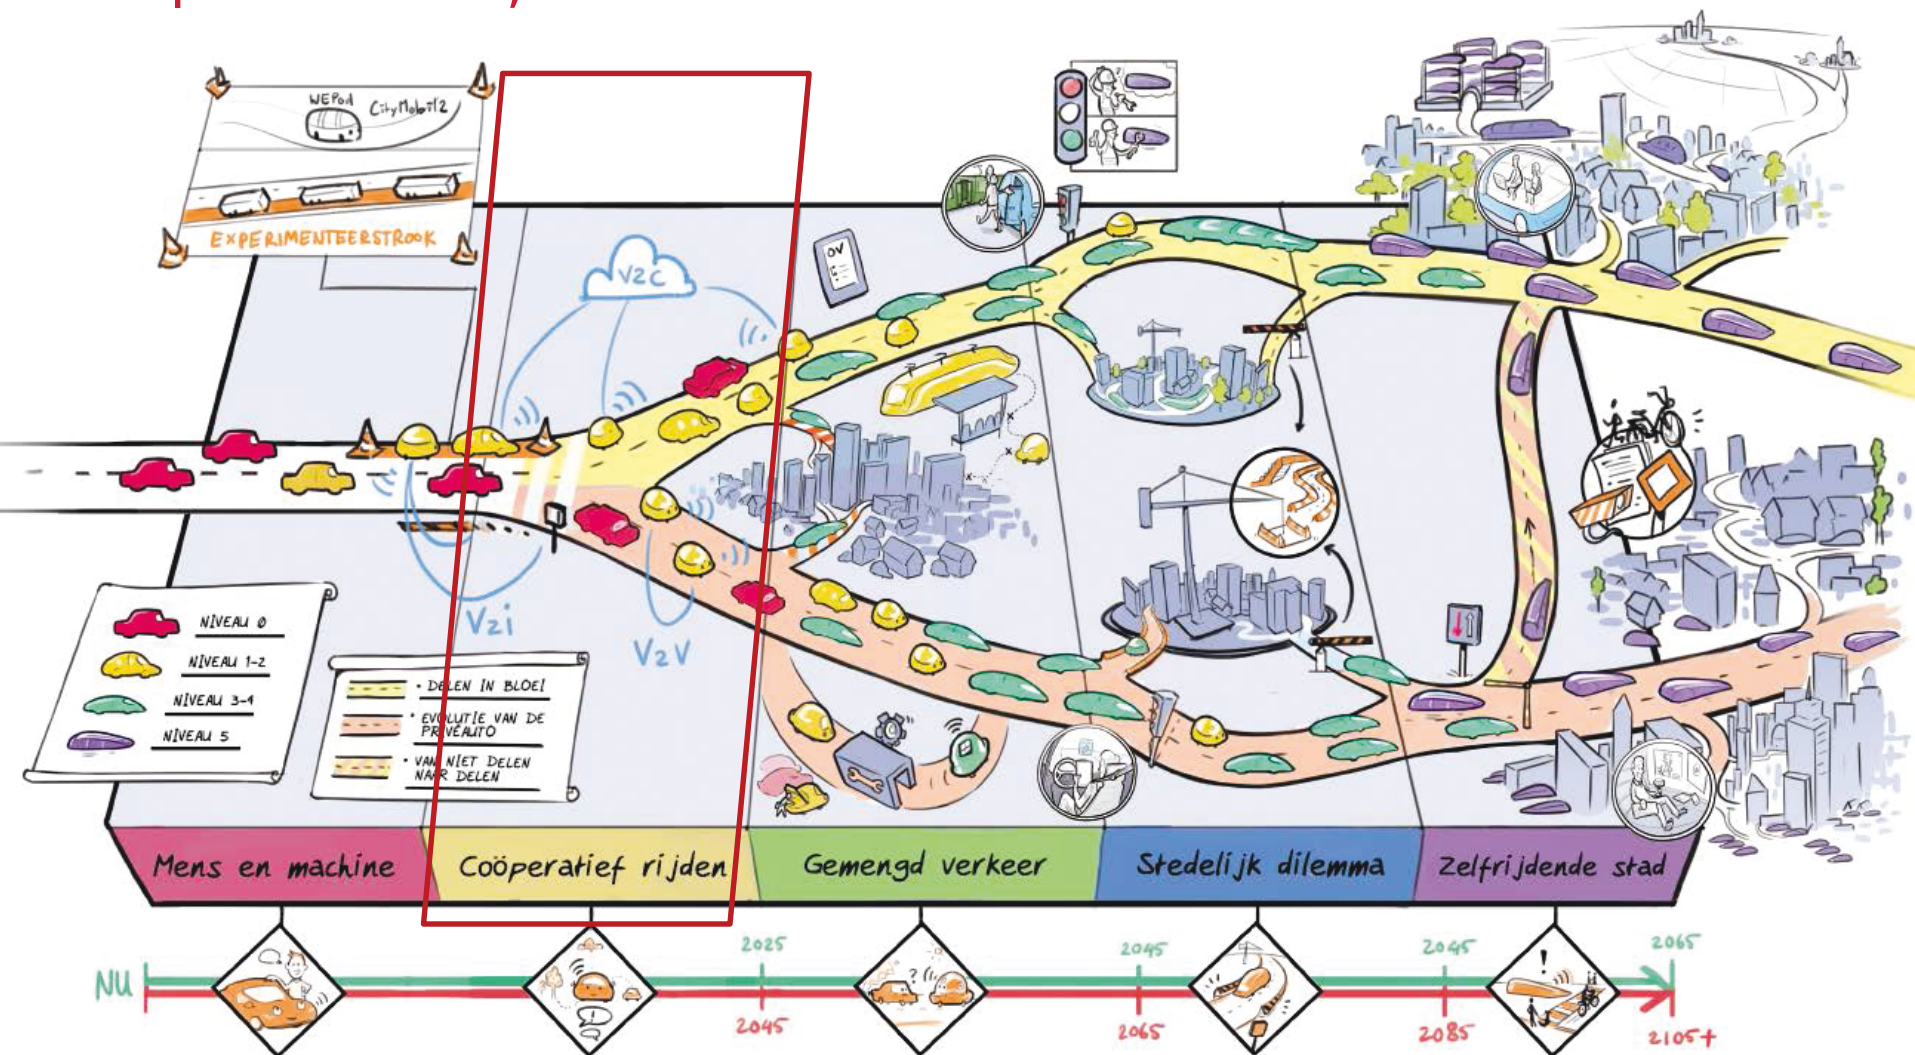 WEPod
CityMobil2
EXPERIMENTEERSTROOK
V2C
OV
V2i
V2V
NIVEAU 0
NIVEAU 1-2
NIVEAU 3-4
NIVEAU 5
• DELEN IN BLOEI
• EVOLUTIE VAN DE
PRIVÉAUTO
• VAN NIET DELEN
NAAR DELEN
Mens en machine
Coöperatief rijden
Gemengd verkeer
Stedelijk dilemma
Zelfrijdende stad
NU
2025
2045
2045
2065
2045
2065
2085
2105+